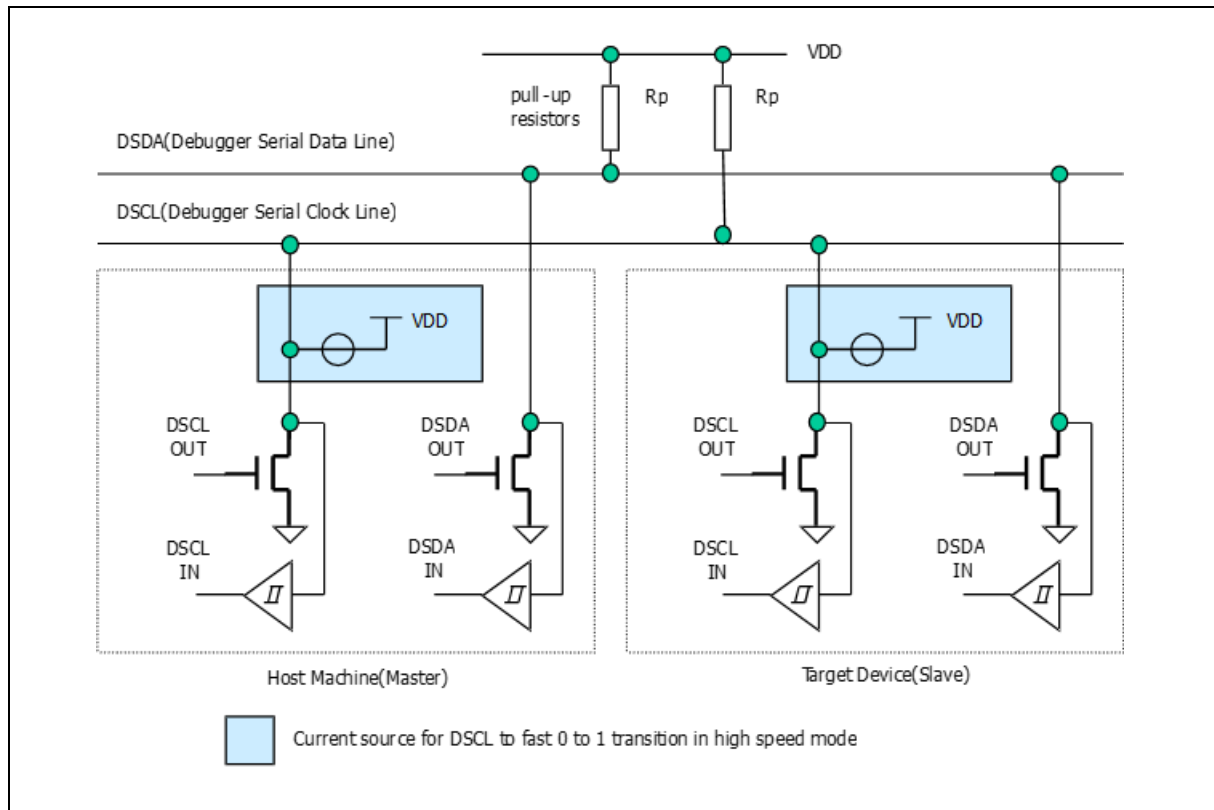 VDD
pull -up
resistors
Rp
Rp
DSDA(Debugger Serial Data Line)
DSCL(Debugger Serial Clock Line)
VDD
VDD
DSCL
OUT
DSDA
OUT
DSCL
OUT
DSDA
OUT
DSCL
IN
DSDA
IN
DSCL
IN
DSDA
IN
Host Machine(Master)
Target Device(Slave)
Current source for DSCL to fast 0 to 1 transition in high speed mode